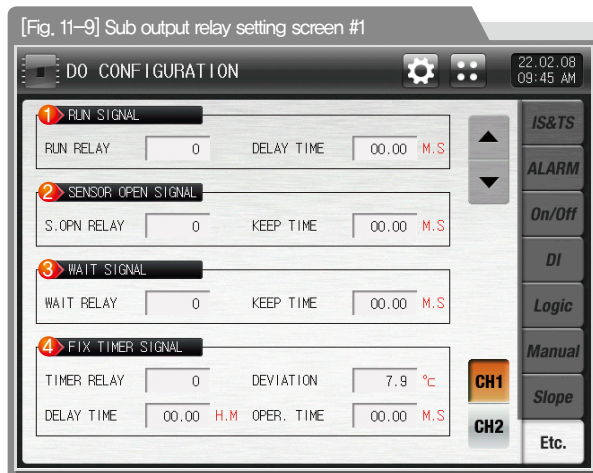 [Fig. 11-9] Sub output relay setting screen #1
DO CONFIGURATION
22.02.08
09:45 AM
1 RUN SIGNAL
RUN RELAY 0 DELAY TIME 00.00 M.S
2 SENSOR OPEN SIGNAL
S.OPN RELAY 0 KEEP TIME 00.00 M.S
3 WAIT SIGNAL
WAIT RELAY 0 KEEP TIME 00.00 M.S
4 FIX TIMER SIGNAL
TIMER RELAY 0 DEVIATION 7.9 ℃
DELAY TIME 00.00 H.M OPER. TIME 00.00 M.S
CH1
CH2
IS&TS
ALARM
On/Off
DI
Logic
Manual
Slope
Etc.